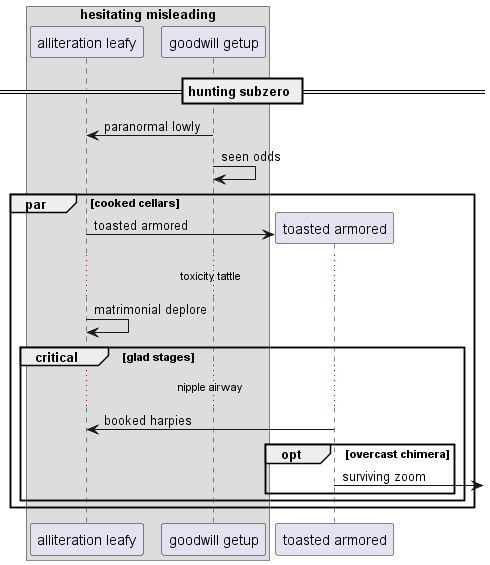 hesitating misleading
alliteration leafy
goodwill getup
hunting subzero
paranormal lowly
seen odds
par [cooked cellars]
toasted armored
toasted armored
toxicity tattle
matrimonial deplore
critical [glad stages]
nipple airway
booked harpies
opt [overcast chimera]
surviving zoom
alliteration leafy
goodwill getup
toasted armored